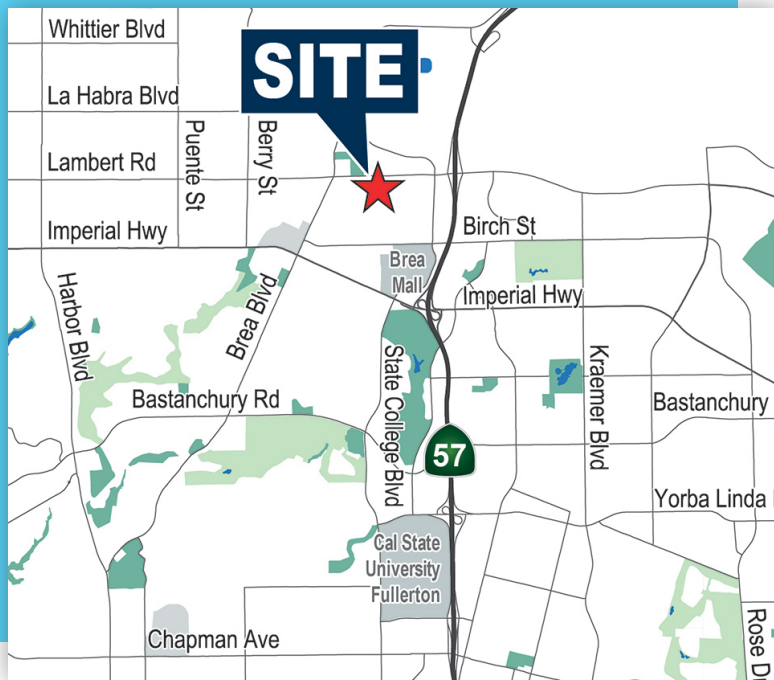 Whittier Blvd
SITE
La Habra Blvd
Puente St
Berry St
Lambert Rd
Imperial Hwy
Birch St
Brea
Mall
Harbor Blvd
Brea Blvd
Imperial Hwy
State College Blvd
Kraemer Blvd
Bastanchury Rd
Bastanchury
57
Yorba Linda
Cal State
University
Fullerton
Chapman Ave
Rose